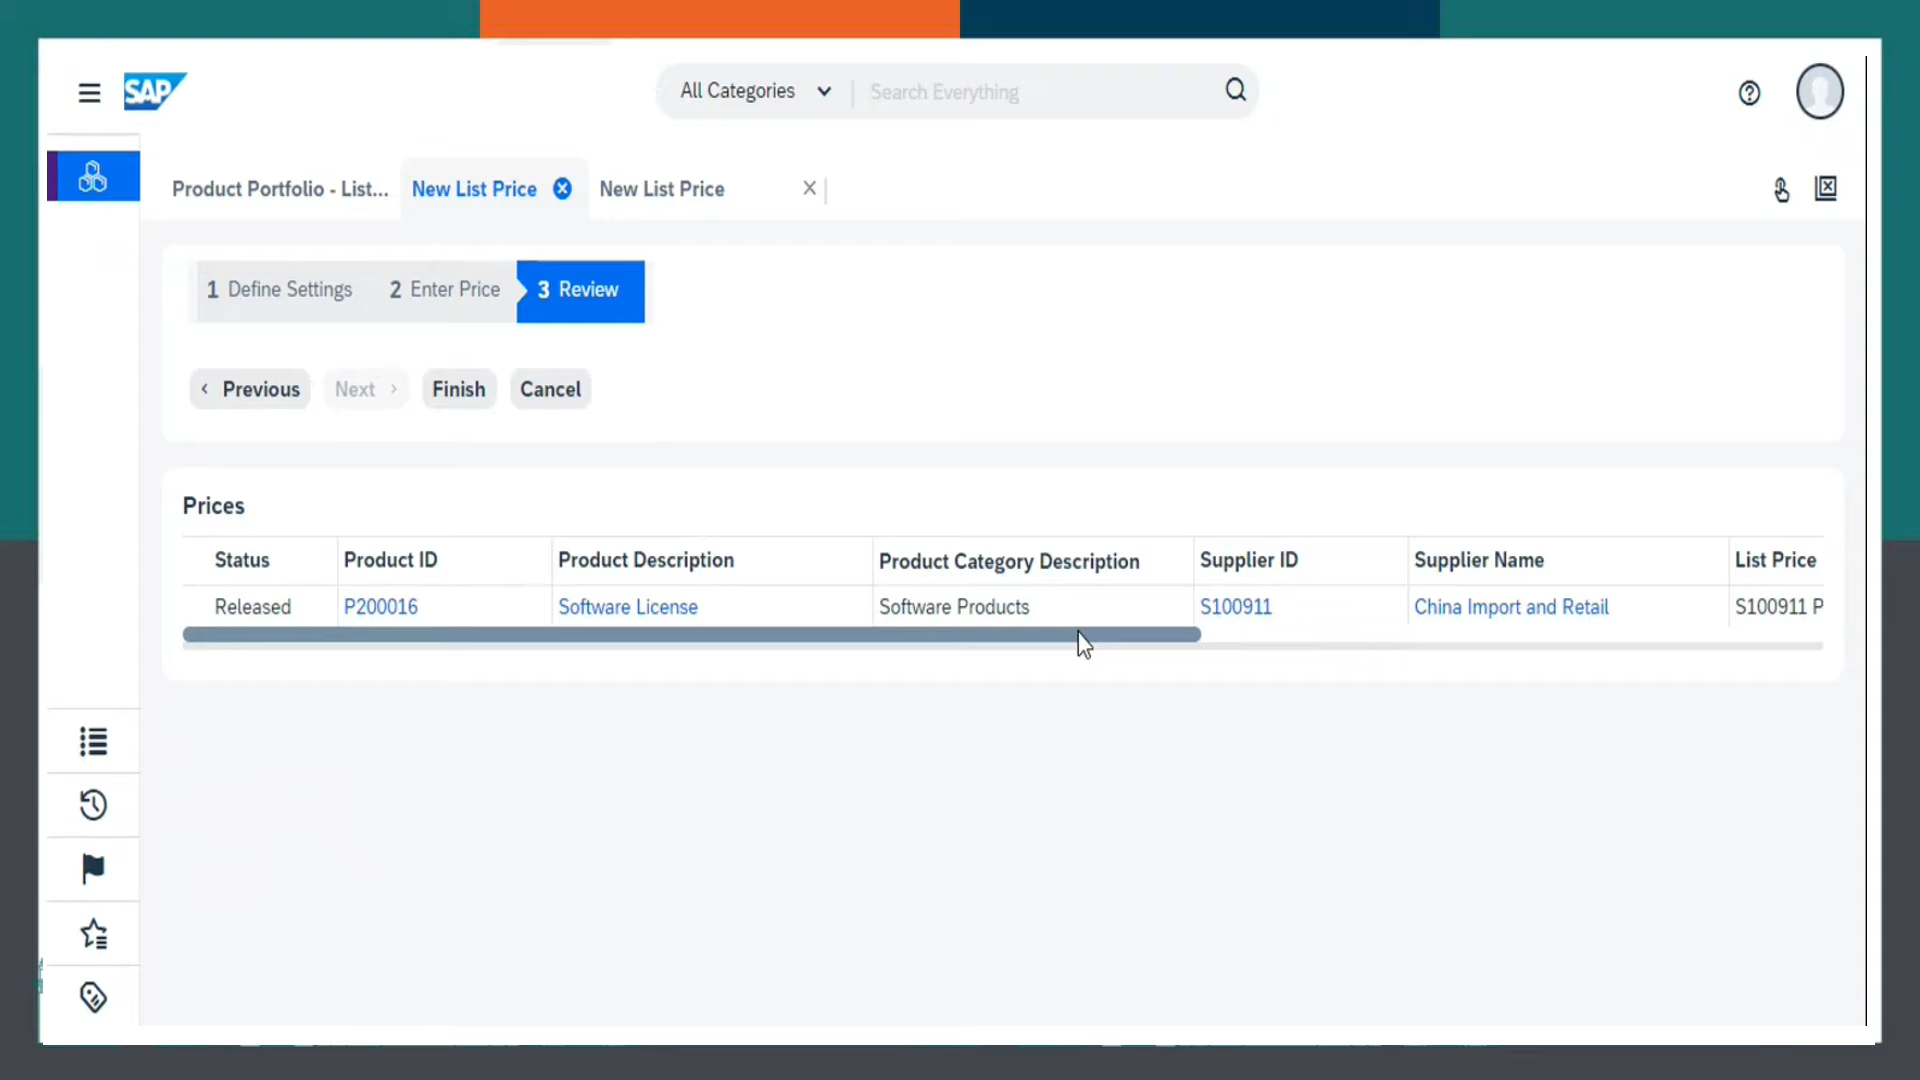 SAP
All Categories
Search Everything
Product Portfolio - List...
New List Price
New List Price
1 Define Settings
2 Enter Price
3 Review
Previous
Next
Finish
Cancel
Prices
Status Product ID Product Description Product Category Description Supplier ID Supplier Name List Price
Released P200016 Software License Software Products S100911 China Import and Retail S100911 P